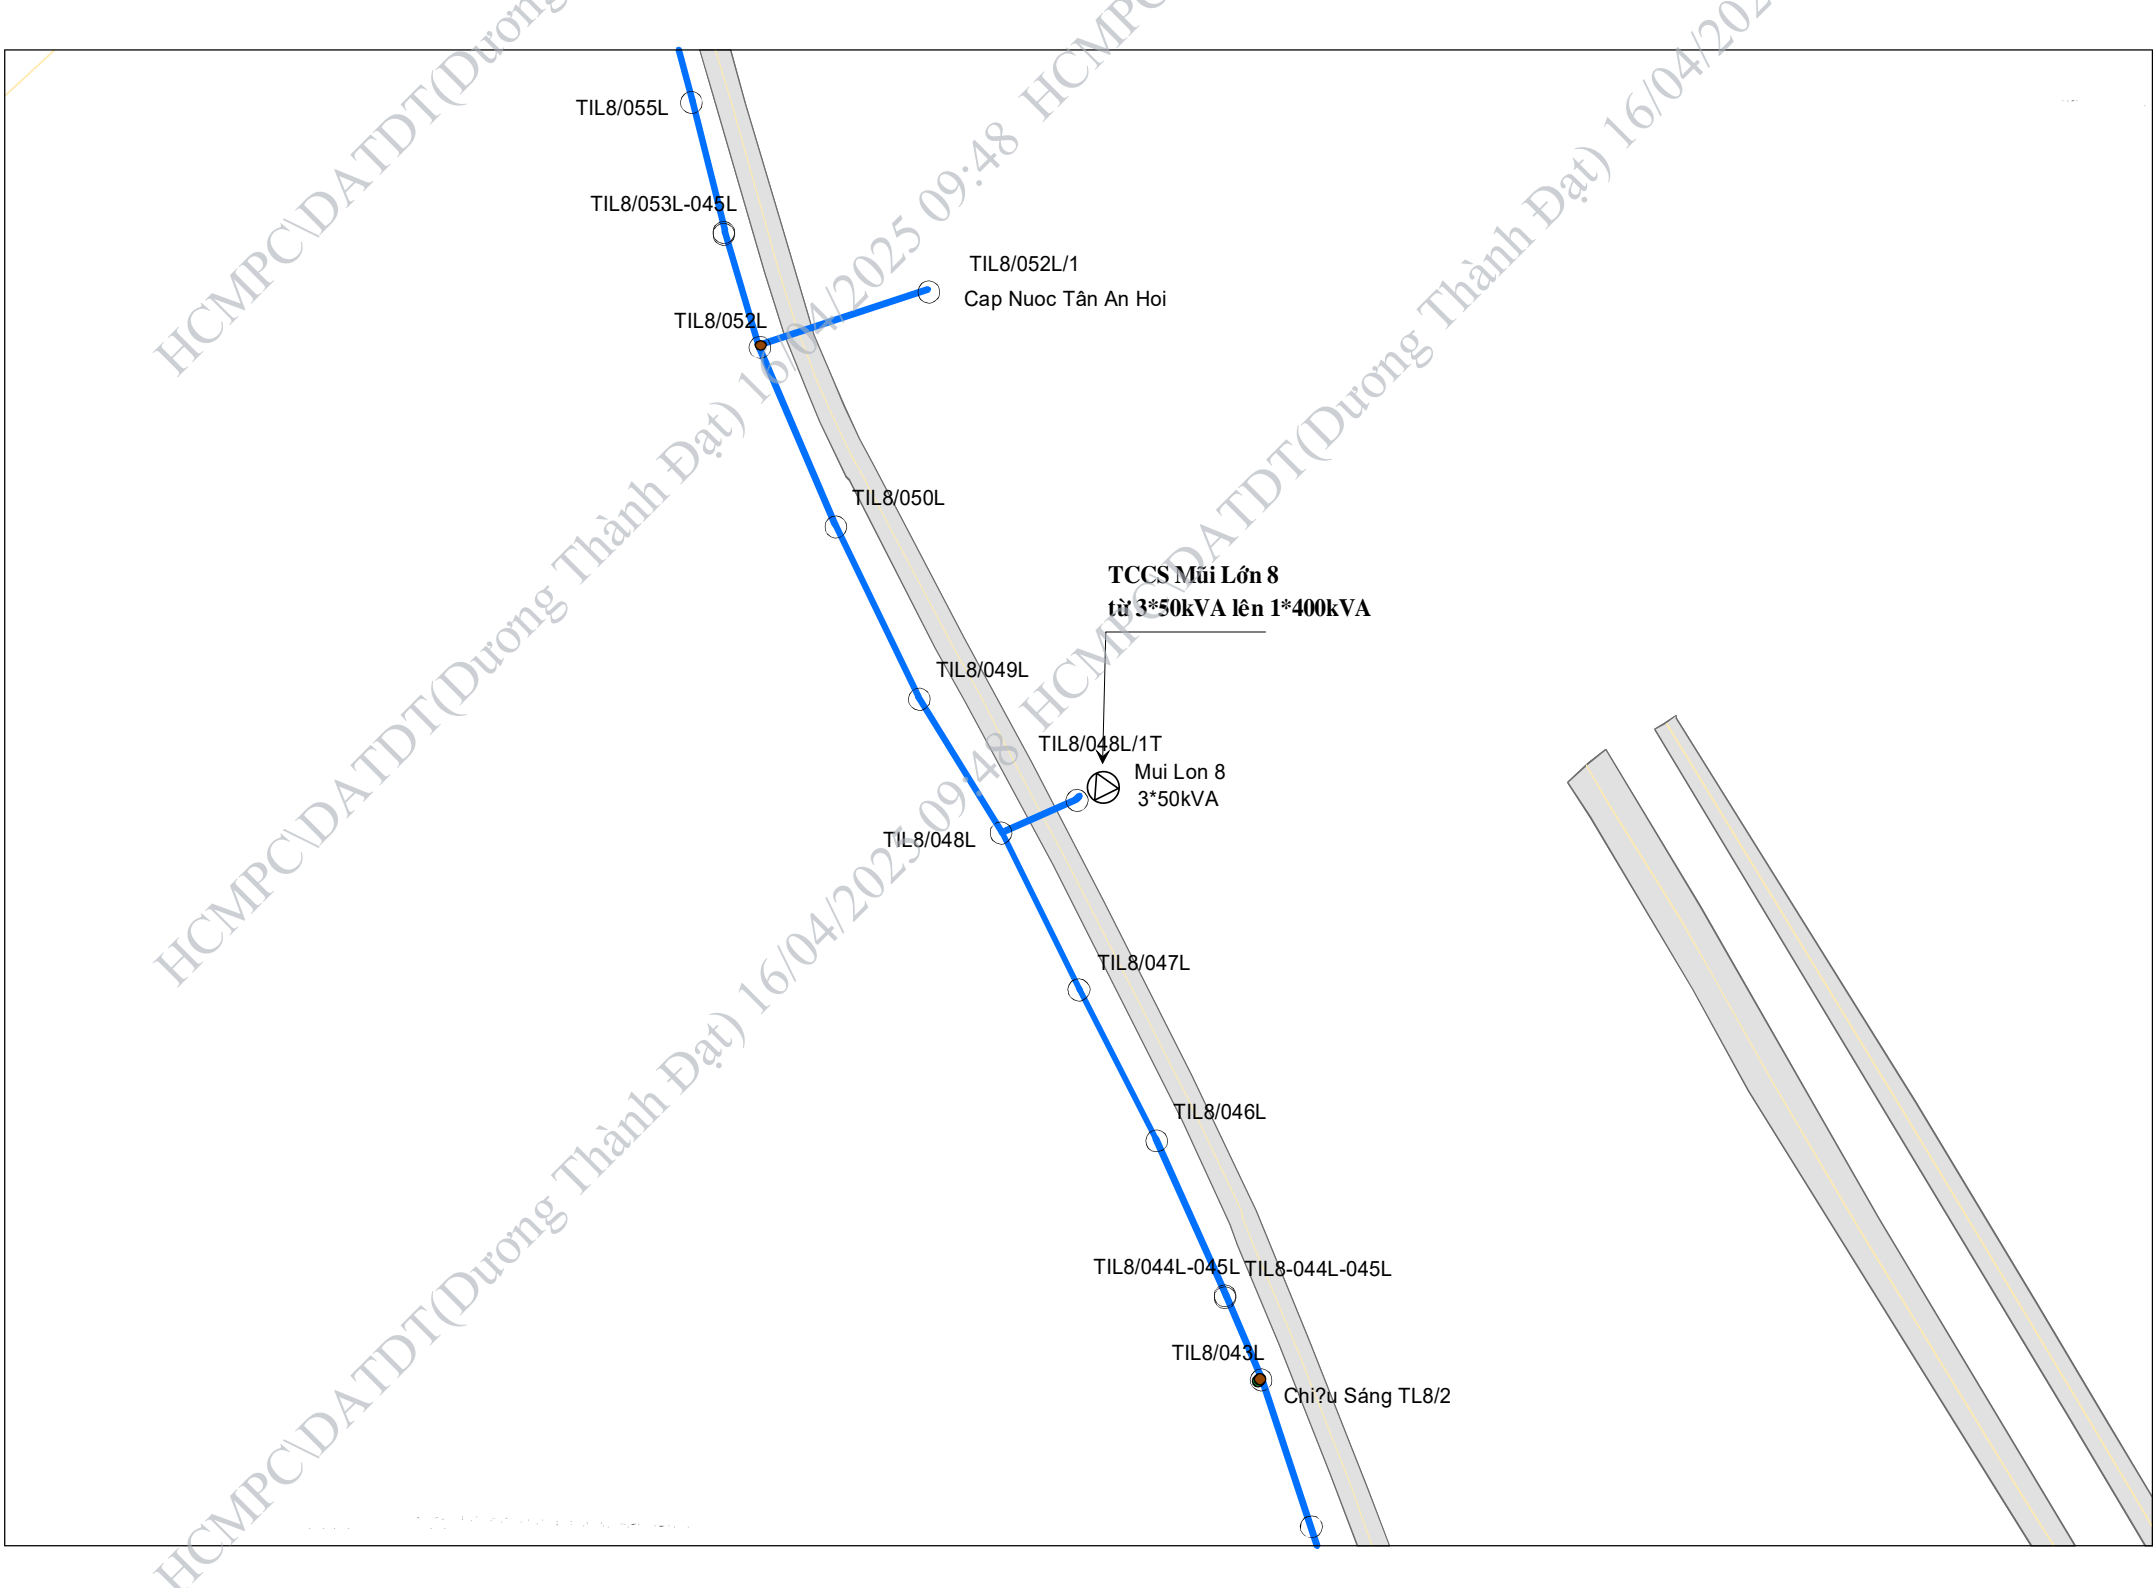 TIL8/055L
TIL8/053L-045L
TIL8/052L/1
Cap Nuoc Tân An Hoi
TIL8/052L
TIL8/050L
TCCS Mũi Lớn 8
từ 3*50kVA lên 1*400kVA
TIL8/049L
TIL8/048L/1T
Mui Lon 8
3*50kVA
TIL8/048L
TIL8/047L
TIL8/046L
TIL8/044L-045L
TIL8-044L-045L
TIL8/043L
Chi?u Sáng TL8/2
HCMPC\DATDT(Dương
HCMPC\DATDT(Dương Thành Đạt) 16/04/2025 09:48 HCMPC
HCMPC\DATDT(Dương Thành Đạt) 16/04/2025 09:48 HCMPC\DATDT(Dương Thành Đạt) 16/04/202